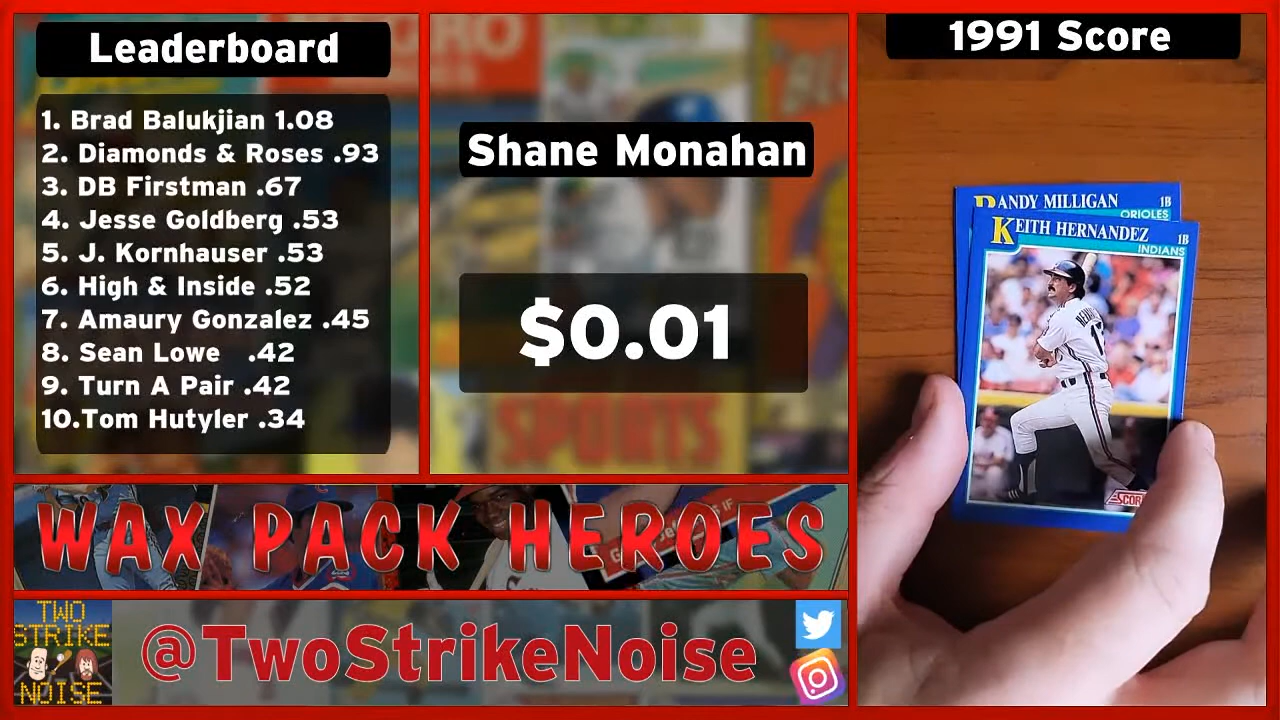 Leaderboard
1. Brad Balukjian 1.08
2. Diamonds & Roses .93
3. DB Firstman .67
4. Jesse Goldberg .53
5. J. Kornhauser .53
6. High & Inside .52
7. Amaury Gonzalez .45
8. Sean Lowe .42
9. Turn A Pair .42
10.Tom Hutyler .34
Shane Monahan
$0.01
SPORTS
WAX PACK HEROES
TWO
STRIKE
NOISE
@TwoStrikeNoise
1991 Score
RANDY MILLIGAN 1B
ORIOLES
KEITH HERNANDEZ 1B
INDIANS
SCORE